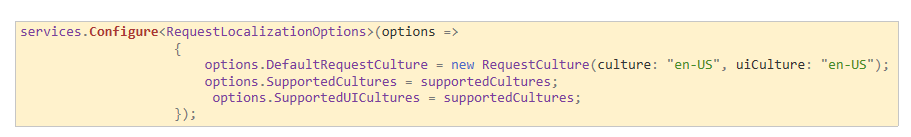 services.Configure<RequestLocalizationOptions>(options =>
{
options.DefaultRequestCulture = new RequestCulture(culture: "en-US", uiCulture: "en-US");
options.SupportedCultures = supportedCultures;
options.SupportedUICultures = supportedCultures;
});